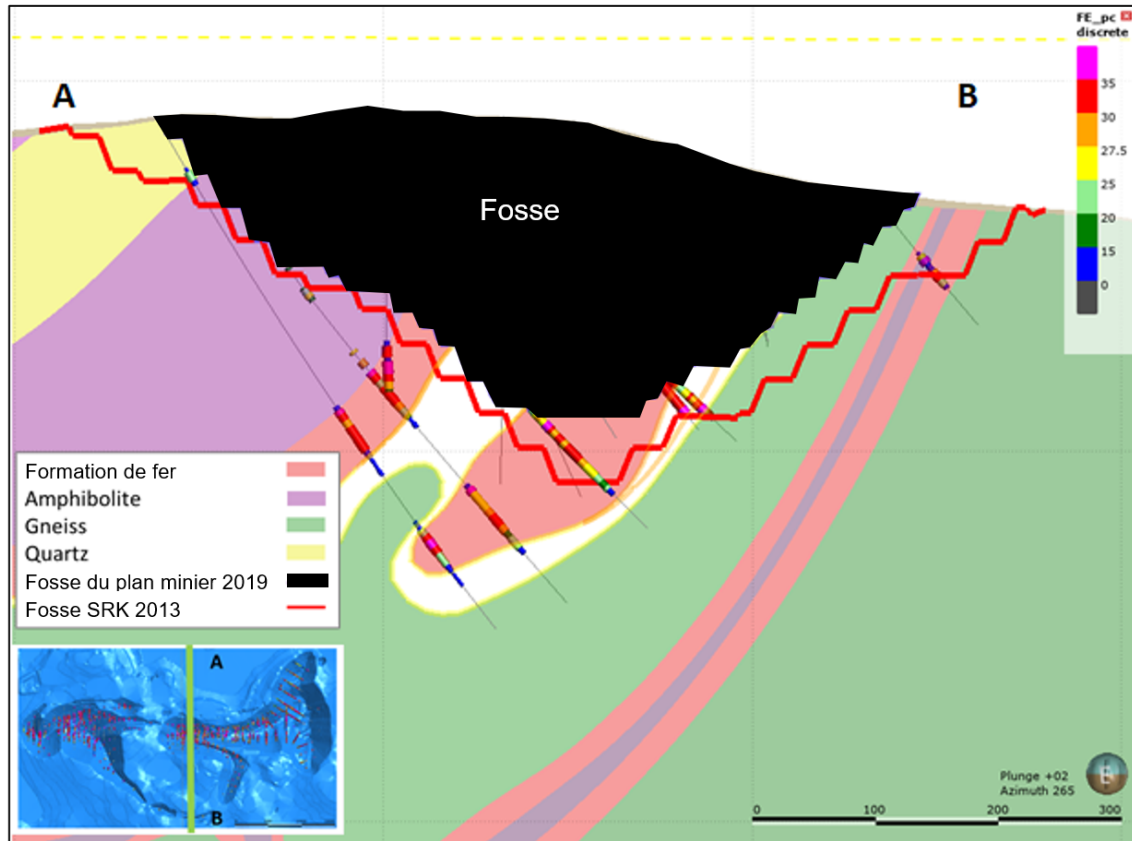 FE_pc
discrete
A
B
35
30
27.5
25
20
15
0
Fosse
Formation de fer
Amphibolite
Gneiss
Quartz
Fosse du plan minier 2019
Fosse SRK 2013
A
B
Plunge +02
Azimuth 265
0 100 200 300